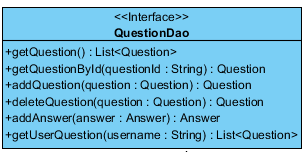 <<Interface>>
QuestionDao
+getQuestion() : List<Question>
+getQuestionById(questionId : String) : Question
+addQuestion(question : Question) : Question
+deleteQuestion(question : Question) : Question
+addAnswer(answer : Answer) : Answer
+getUserQuestion(username : String) : List<Question>